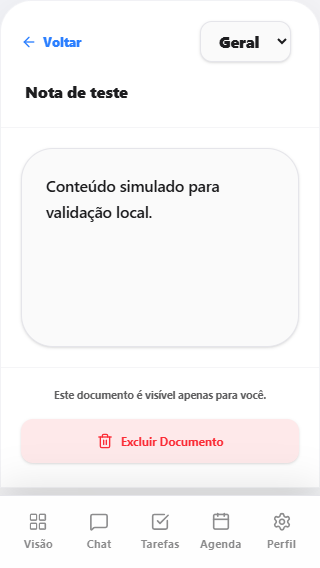 Voltar
Geral
Nota de teste
Conteúdo simulado para
validação local.
Este documento é visível apenas para você.
Excluir Documento
Visão
Chat
Tarefas
Agenda
Perfil